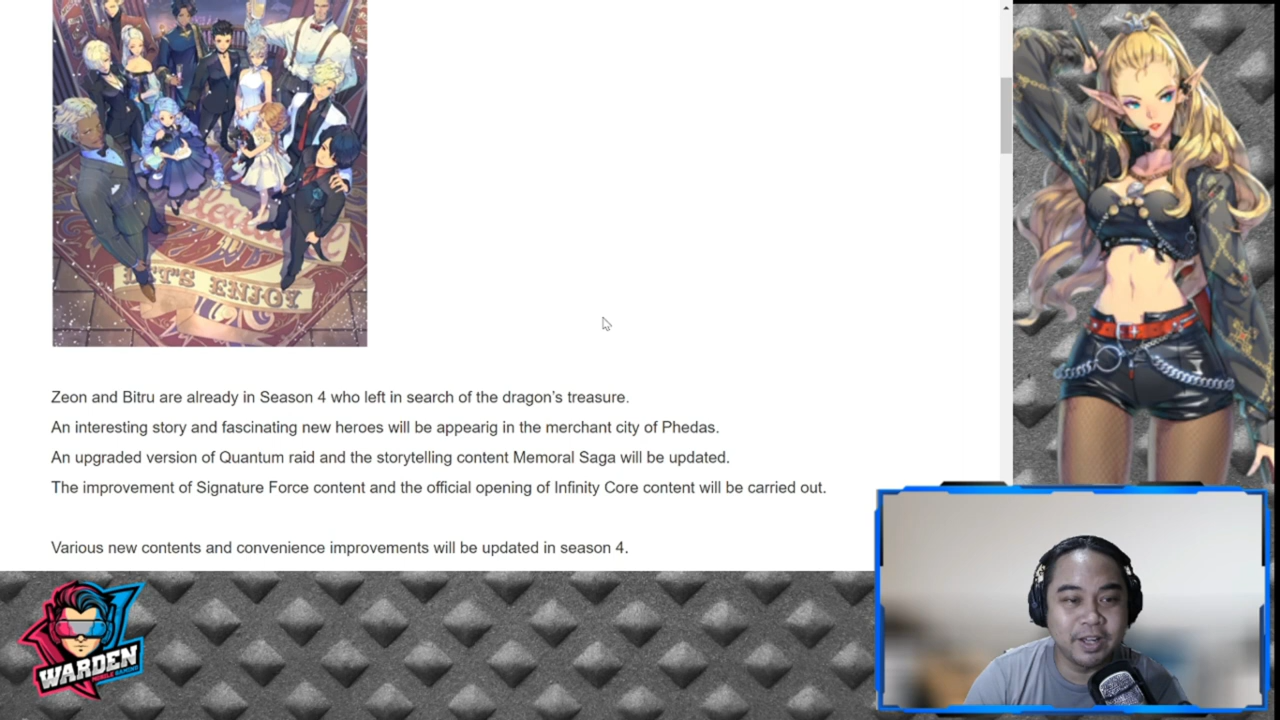 LET'S ENJOY
Zeon and Bitru are already in Season 4 who left in search of the dragon's treasure.
An interesting story and fascinating new heroes will be appearig in the merchant city of Phedas.
An upgraded version of Quantum raid and the storytelling content Memoral Saga will be updated.
The improvement of Signature Force content and the official opening of Infinity Core content will be carried out.
Various new contents and convenience improvements will be updated in season 4.
WARDEN
MOBILE GAMING